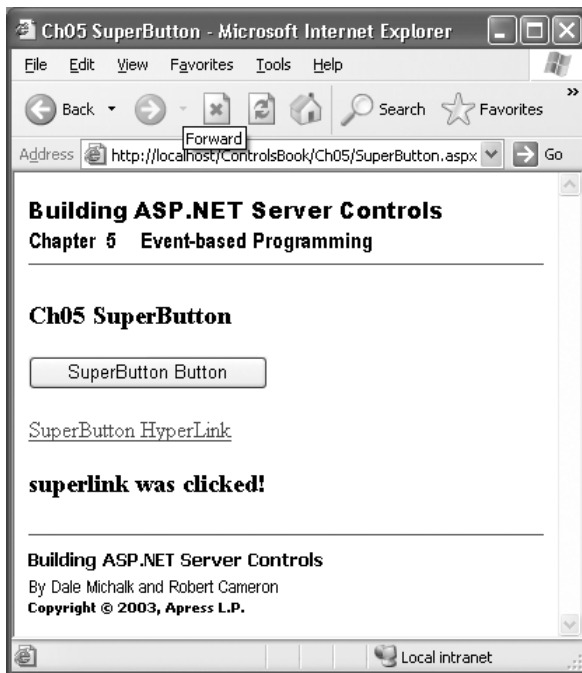 Ch05 SuperButton - Microsoft Internet Explorer
File Edit View Favorites Tools Help
Back Search Favorites »
Forward
Address http://localhost/ControlsBook/Ch05/SuperButton.aspx Go
Building ASP.NET Server Controls
Chapter 5 Event-based Programming
Ch05 SuperButton
SuperButton Button
SuperButton HyperLink
superlink was clicked!
Building ASP.NET Server Controls
By Dale Michalk and Robert Cameron
Copyright © 2003, Apress L.P.
Local intranet